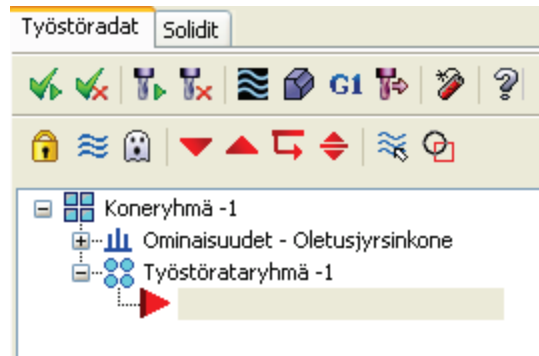 Työstöradat Solidit
G1
Koneryhmä -1
Ominaisuudet - Oletusjyrsinkone
Työstörataryhmä -1